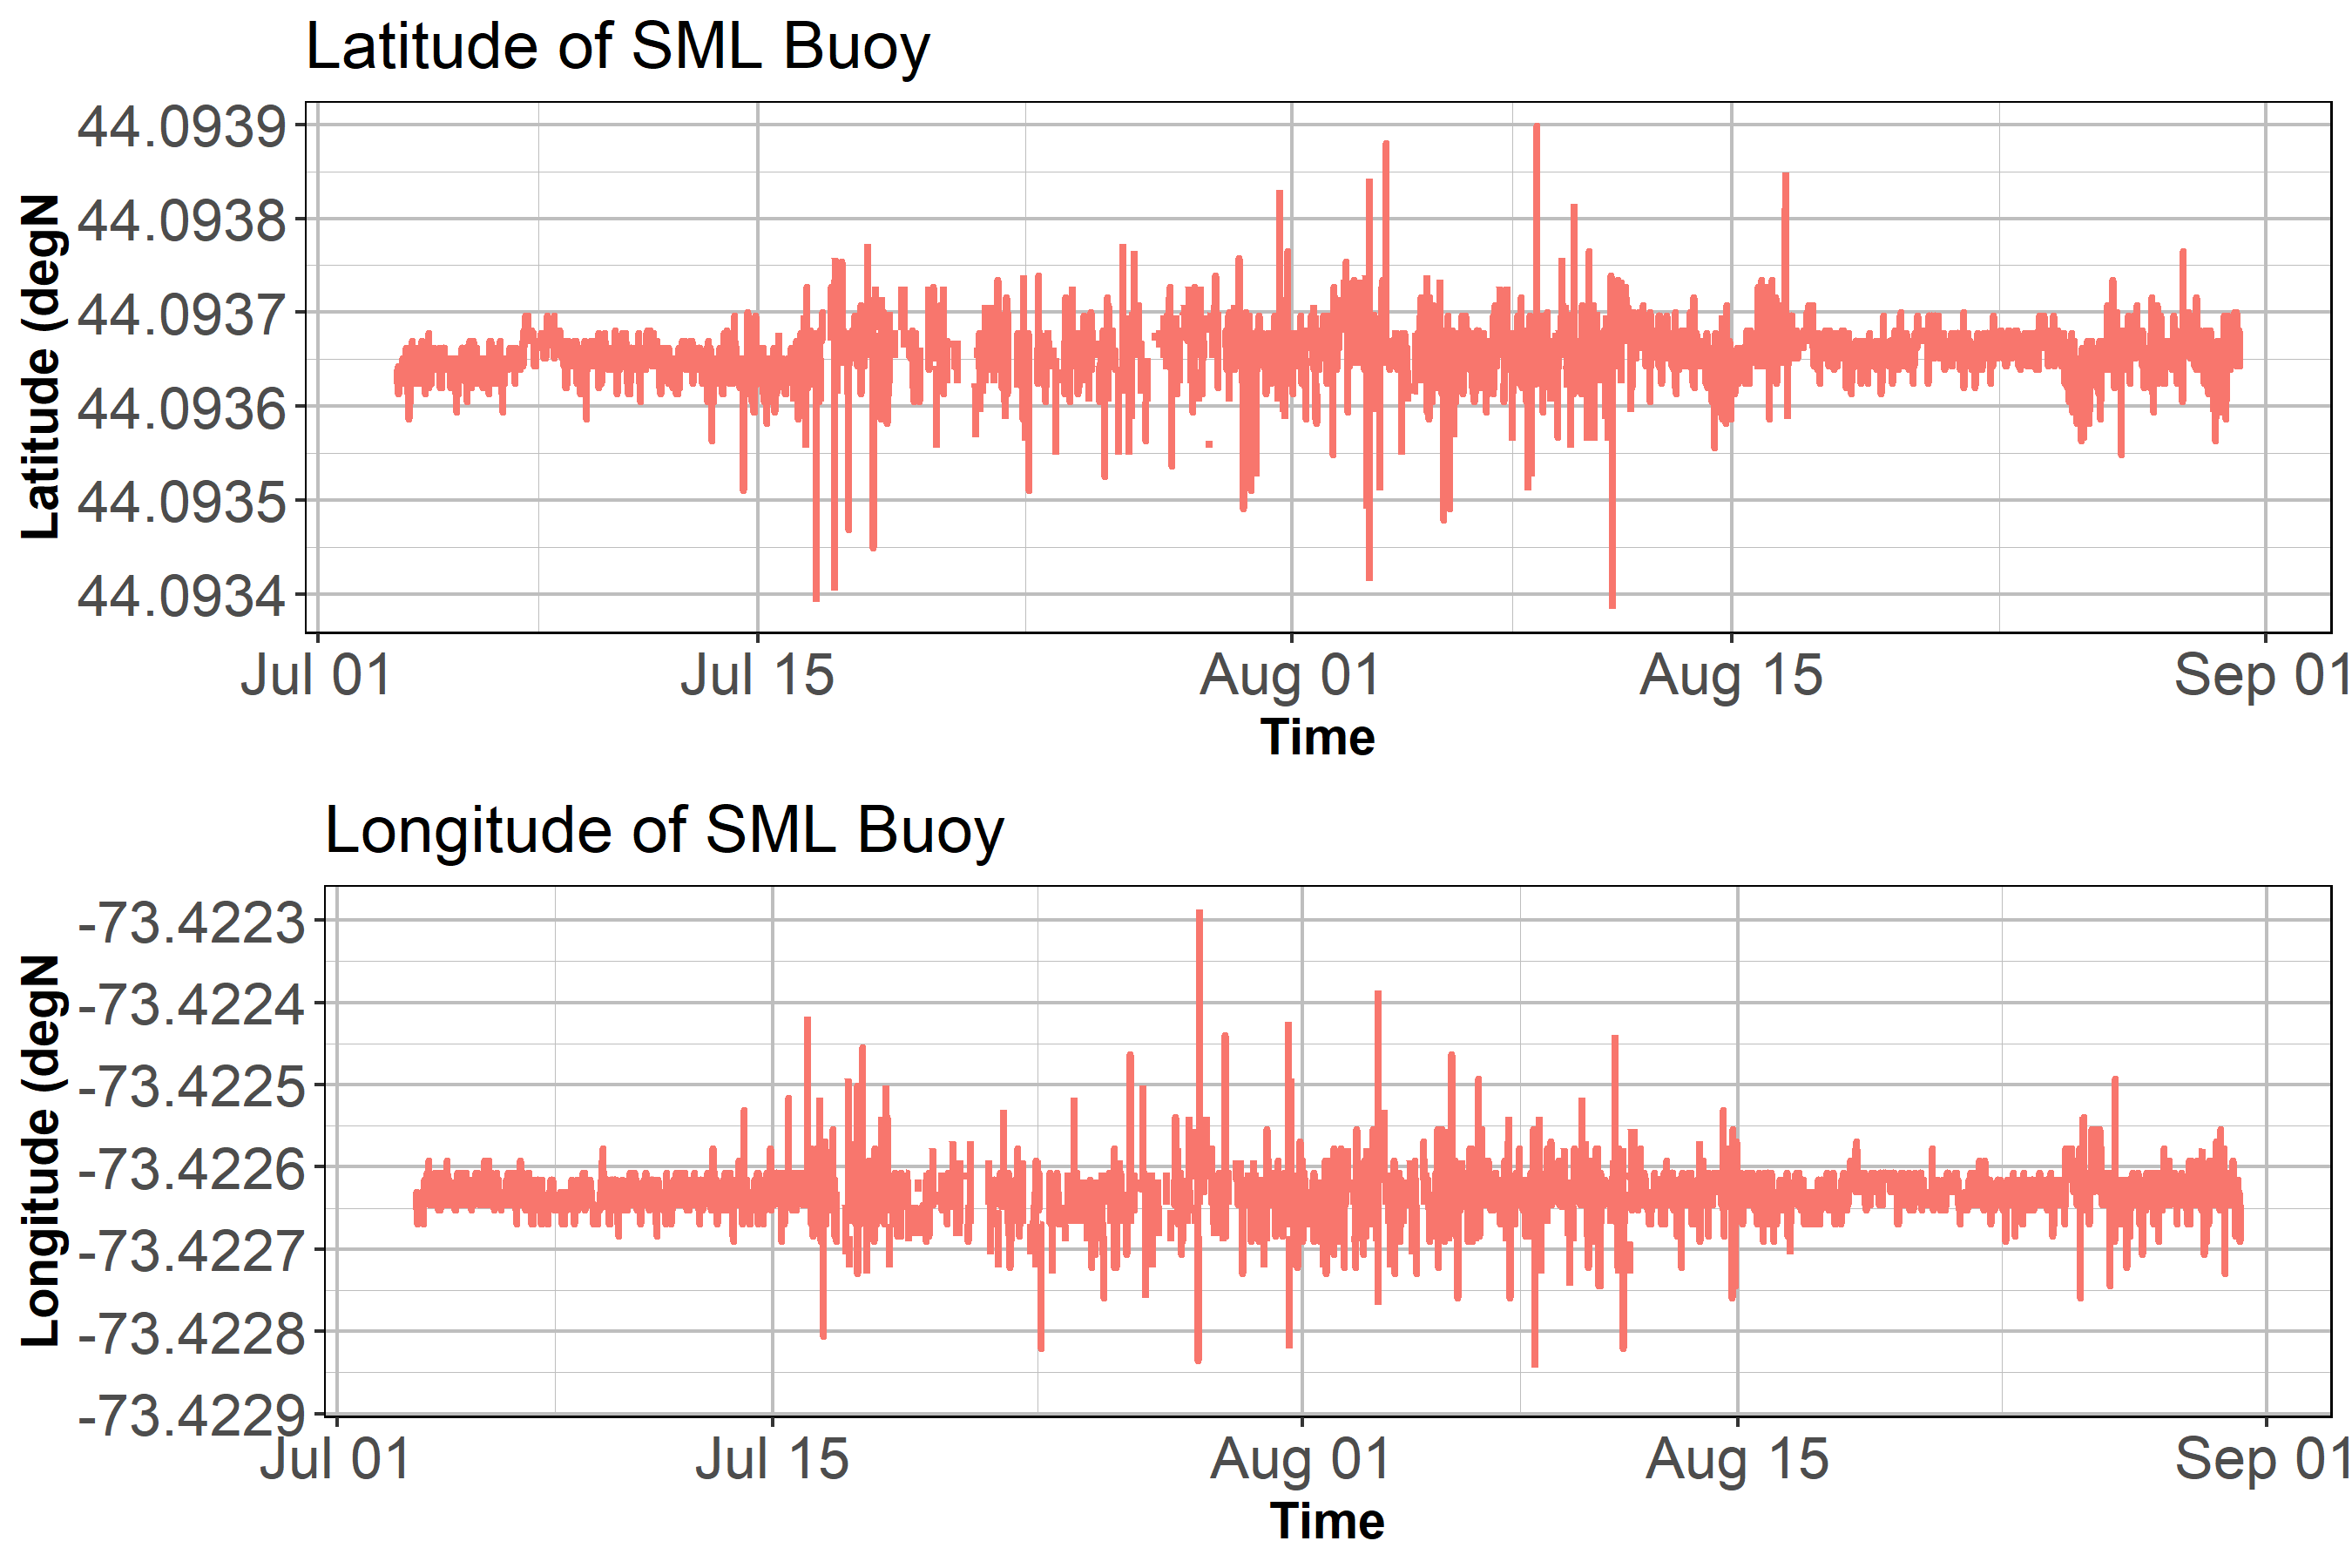 Latitude of SML Buoy
44.0939
44.0938
44.0937
44.0936
44.0935
44.0934
Latitude (degN
Jul 01 Jul 15 Aug 01 Aug 15 Sep 01
Time
Longitude of SML Buoy
-73.4223
-73.4224
-73.4225
-73.4226
-73.4227
-73.4228
-73.4229
Longitude (degN
Jul 01 Jul 15 Aug 01 Aug 15 Sep 01
Time